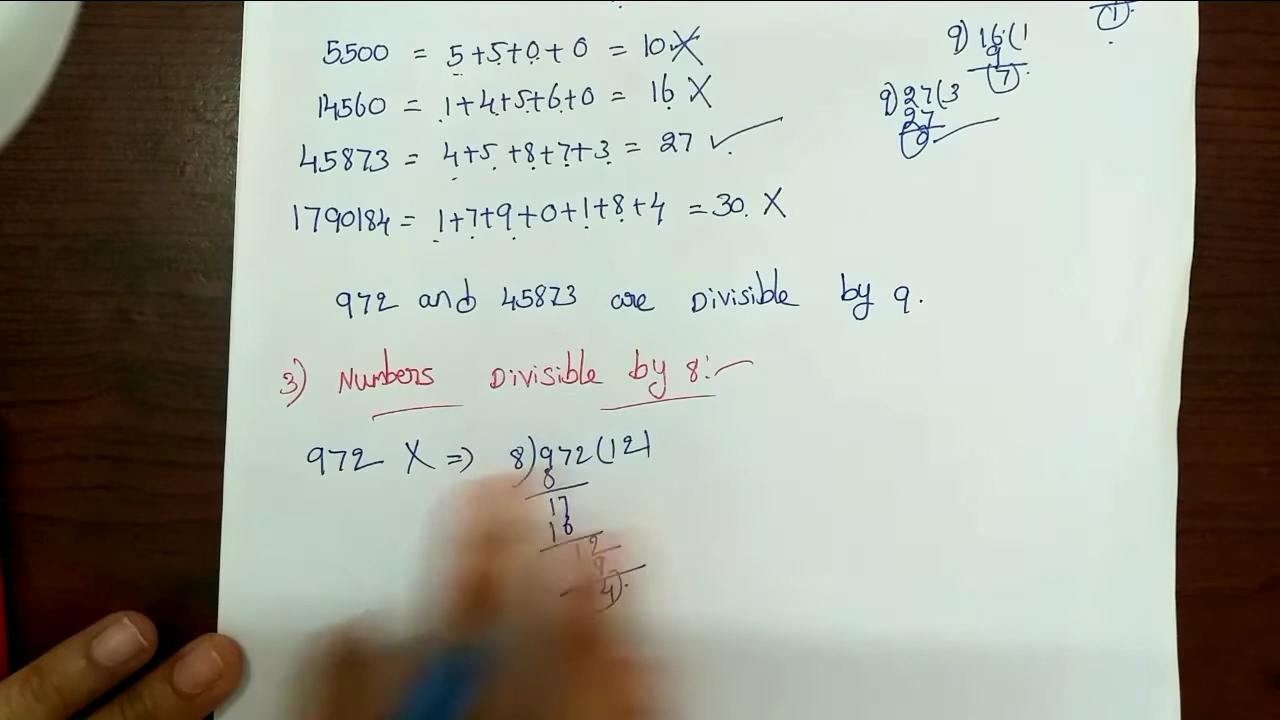 1
5500 = 5+5+0+0 = 10 X
9)16(1
9
7
14560 = 1+4+5+6+0 = 16 X
9)27(3
27
0
45873 = 4+5+8+7+3 = 27 ✓
1790184 = 1+7+9+0+1+8+4 = 30. X
972 and 45873 are Divisible by 9.
3) Numbers Divisible by 8:-
972 X => 8)972(121
8
17
16
12
8
4